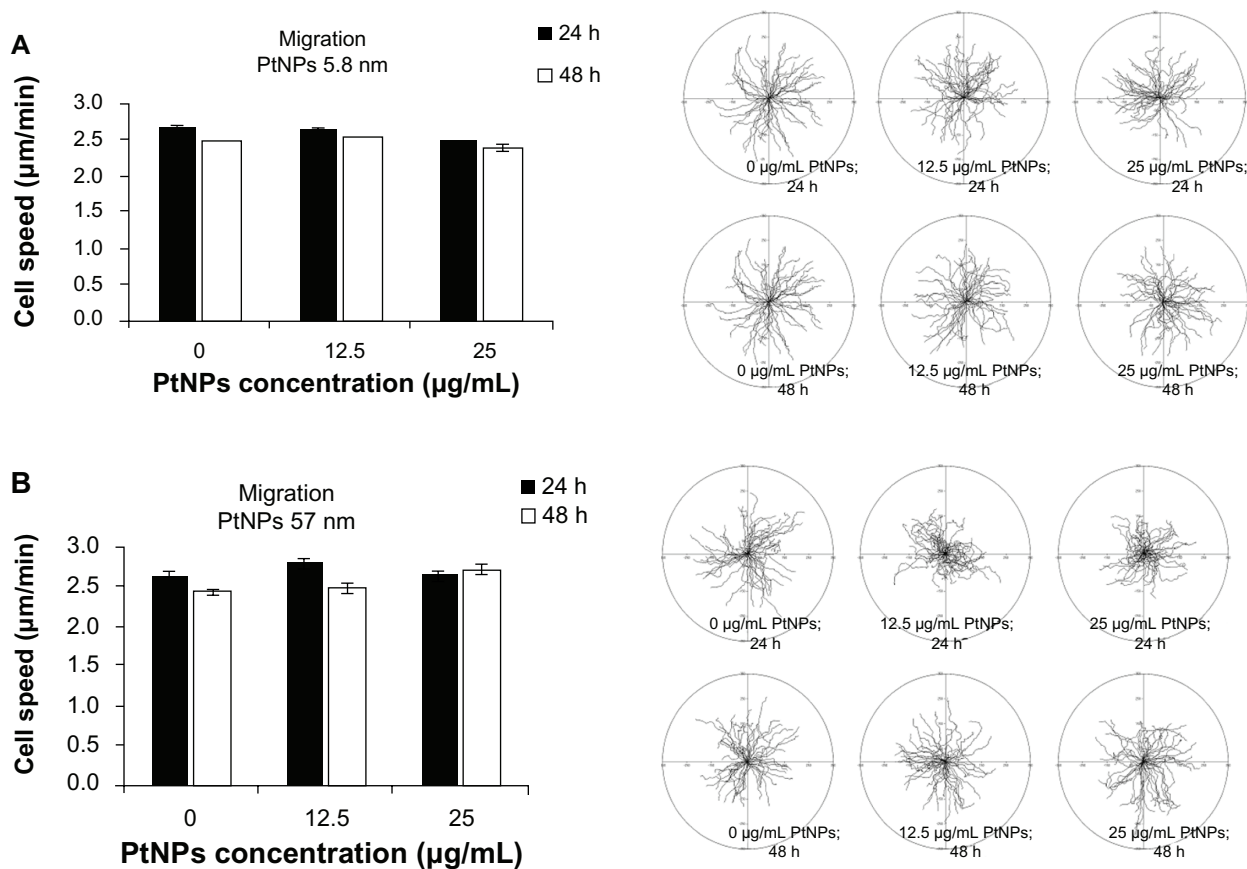 A
Migration
PtNPs 5.8 nm
24 h
48 h
Cell speed (µm/min)
3.0
2.5
2.0
1.5
1.0
0.5
0.0
0
12.5
25
PtNPs concentration (µg/mL)
0 µg/mL PtNPs;
24 h
12.5 µg/mL PtNPs;
24 h
25 µg/mL PtNPs;
24 h
0 µg/mL PtNPs;
48 h
12.5 µg/mL PtNPs;
48 h
25 µg/mL PtNPs;
48 h
B
Migration
PtNPs 57 nm
24 h
48 h
Cell speed (µm/min)
3.0
2.5
2.0
1.5
1.0
0.5
0.0
0
12.5
25
PtNPs concentration (µg/mL)
0 µg/mL PtNPs;
24 h
12.5 µg/mL PtNPs;
24 h
25 µg/mL PtNPs;
24 h
0 µg/mL PtNPs;
48 h
12.5 µg/mL PtNPs;
48 h
25 µg/mL PtNPs;
48 h